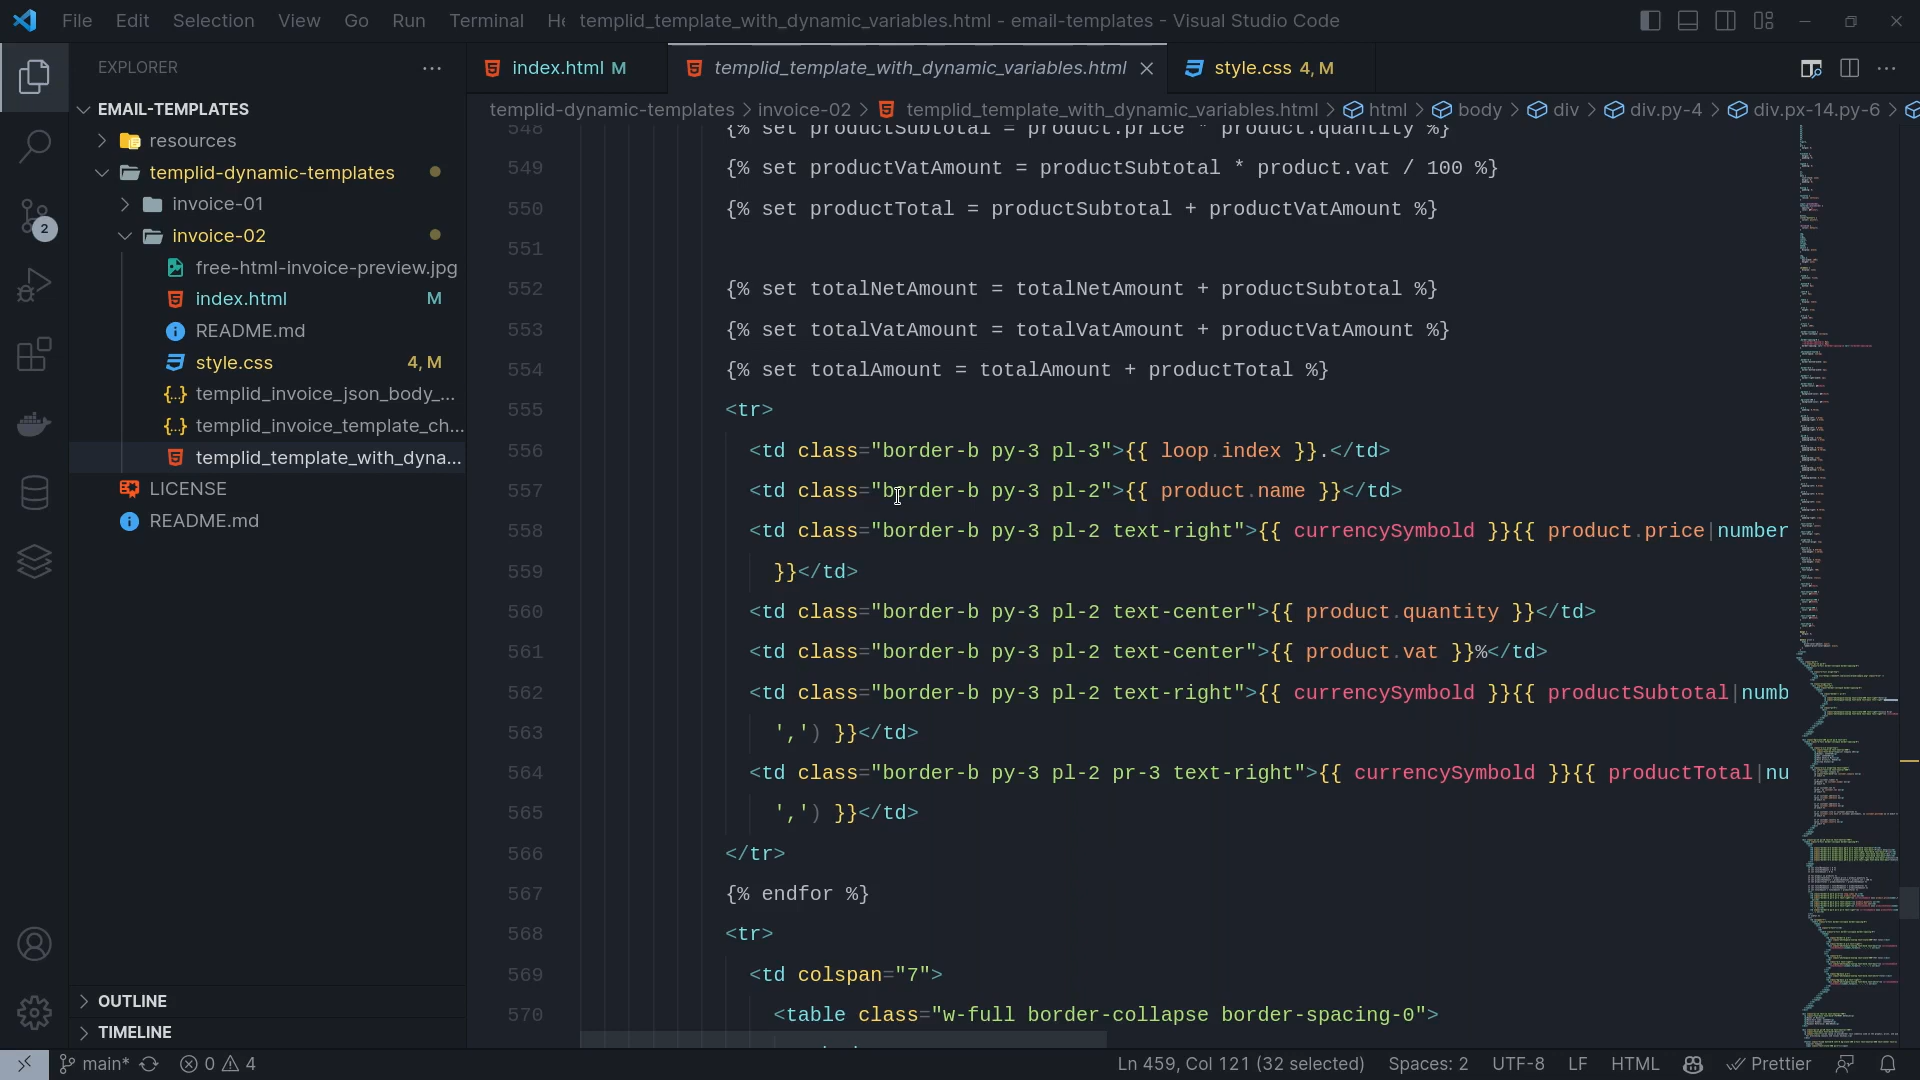 File Edit Selection View Go Run Terminal He templid_template_with_dynamic_variables.html - email-templates - Visual Studio Code
EXPLORER
index.html M
templid_template_with_dynamic_variables.html
style.css 4, M
EMAIL-TEMPLATES
resources
templid-dynamic-templates
invoice-01
invoice-02
free-html-invoice-preview.jpg
index.html M
README.md
style.css 4, M
templid_invoice_json_body_...
templid_invoice_template_ch...
templid_template_with_dyna...
LICENSE
README.md
OUTLINE
TIMELINE
templid-dynamic-templates > invoice-02 > templid_template_with_dynamic_variables.html > html > body > div > div.py-4 > div.px-14.py-6 >
548 {% set productSubtotal = product.price * product.quantity %}
549 {% set productVatAmount = productSubtotal * product.vat / 100 %}
550 {% set productTotal = productSubtotal + productVatAmount %}
551
552 {% set totalNetAmount = totalNetAmount + productSubtotal %}
553 {% set totalVatAmount = totalVatAmount + productVatAmount %}
554 {% set totalAmount = totalAmount + productTotal %}
555 <tr>
556 <td class="border-b py-3 pl-3">{{ loop.index }}.</td>
557 <td class="border-b py-3 pl-2">{{ product.name }}</td>
558 <td class="border-b py-3 pl-2 text-right">{{ currencySymbold }}{{ product.price|number
559 }}</td>
560 <td class="border-b py-3 pl-2 text-center">{{ product.quantity }}</td>
561 <td class="border-b py-3 pl-2 text-center">{{ product.vat }}%</td>
562 <td class="border-b py-3 pl-2 text-right">{{ currencySymbold }}{{ productSubtotal|numb
563 ',') }}</td>
564 <td class="border-b py-3 pl-2 pr-3 text-right">{{ currencySymbold }}{{ productTotal|nu
565 ',') }}</td>
566 </tr>
567 {% endfor %}
568 <tr>
569 <td colspan="7">
570 <table class="w-full border-collapse border-spacing-0">
2
main* 0 4 Ln 459, Col 121 (32 selected) Spaces: 2 UTF-8 LF HTML Prettier